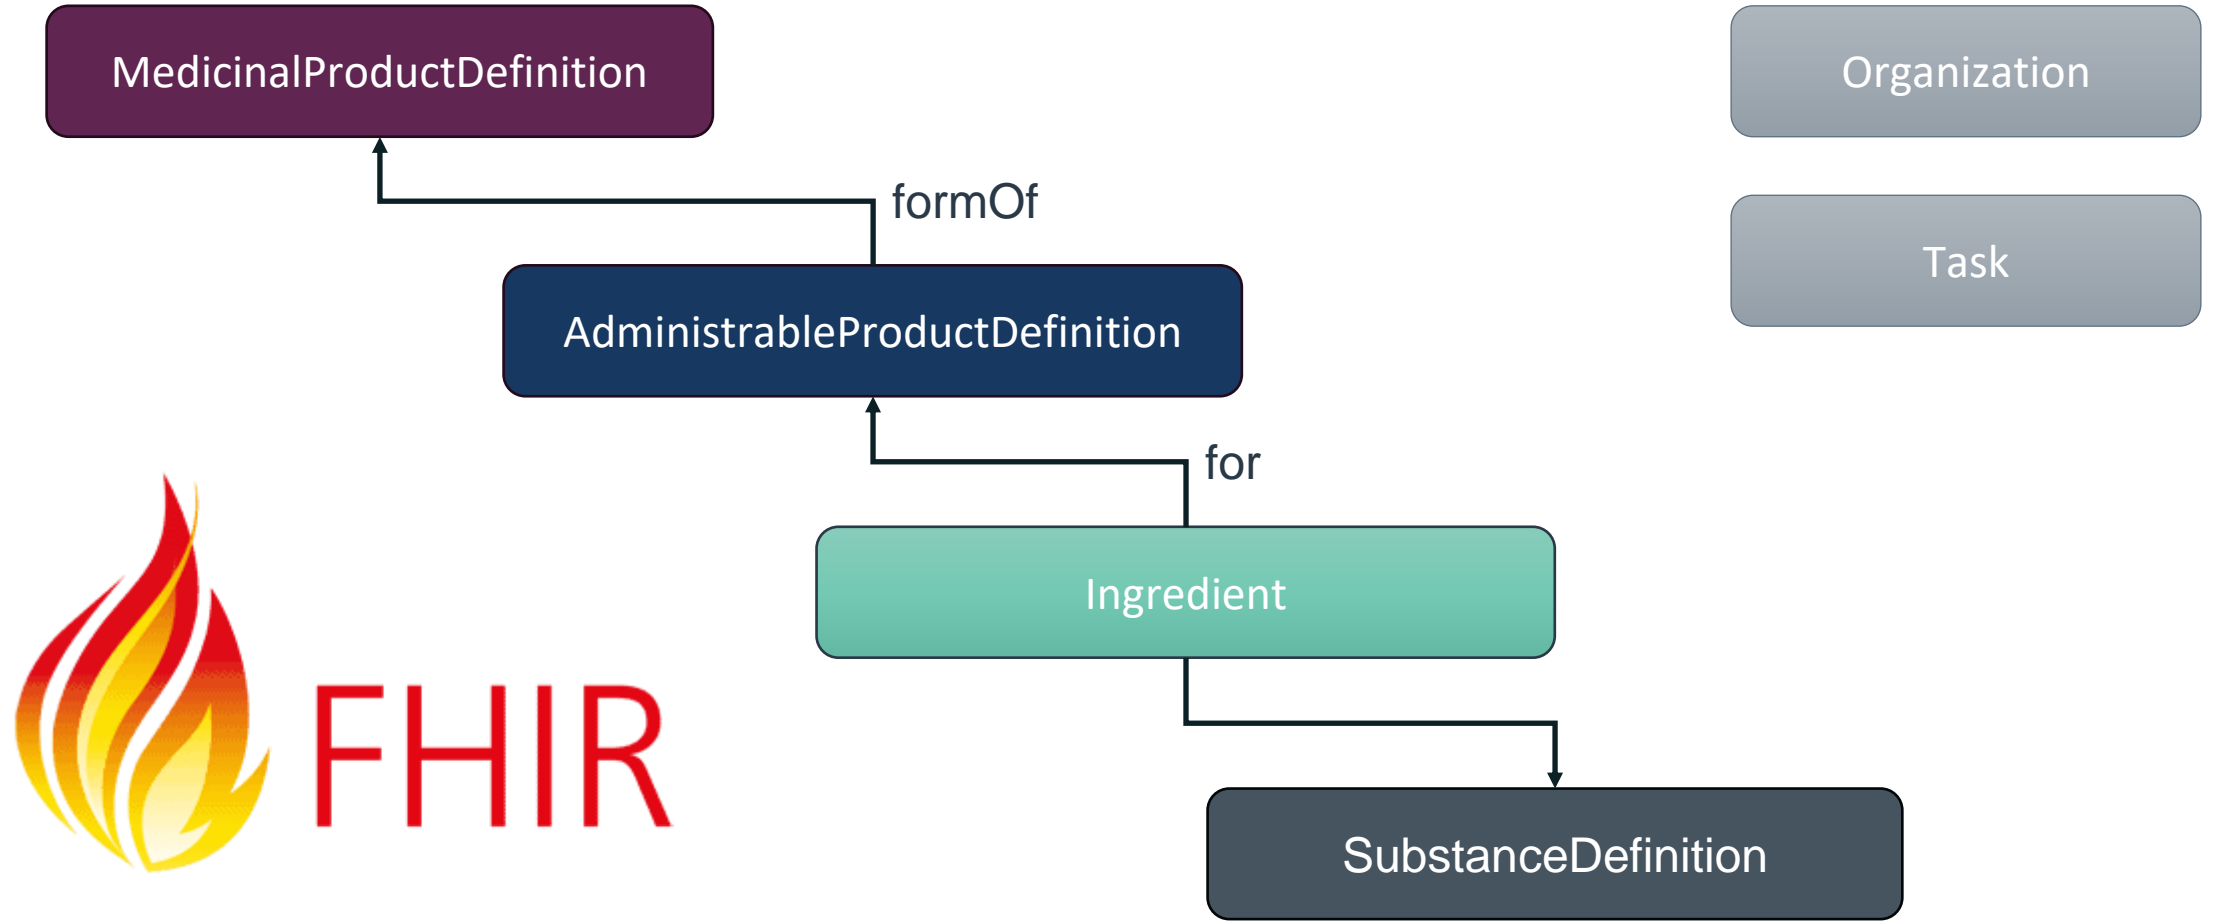 MedicinalProductDefinition
Organization
formOf
Task
AdministrableProductDefinition
for
Ingredient
FHIR
SubstanceDefinition